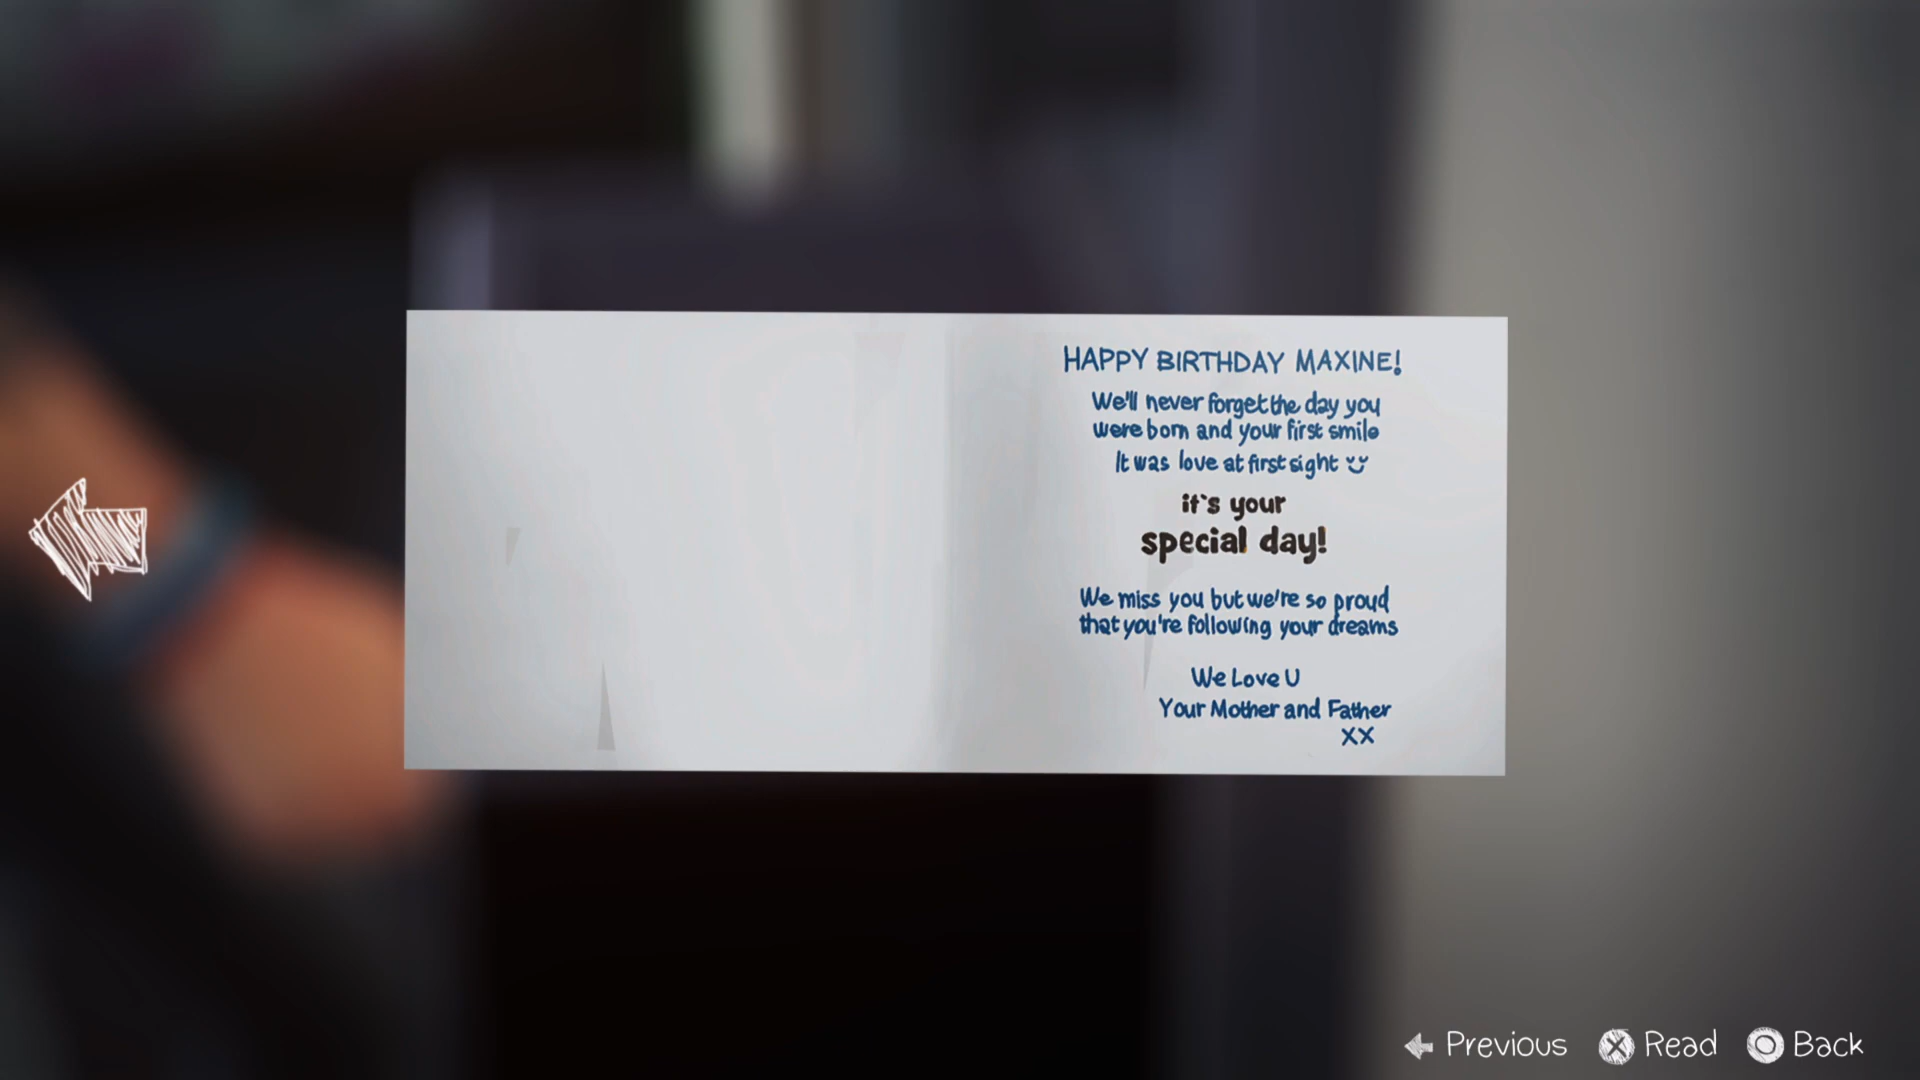 HAPPY BIRTHDAY MAXINE!
We'll never forget the day you
were born and your first smile
It was love at first sight
it's your
special day!
We miss you but we're so proud
that you're following your dreams
We Love U
Your Mother and Father
XX
Previous
Read
Back